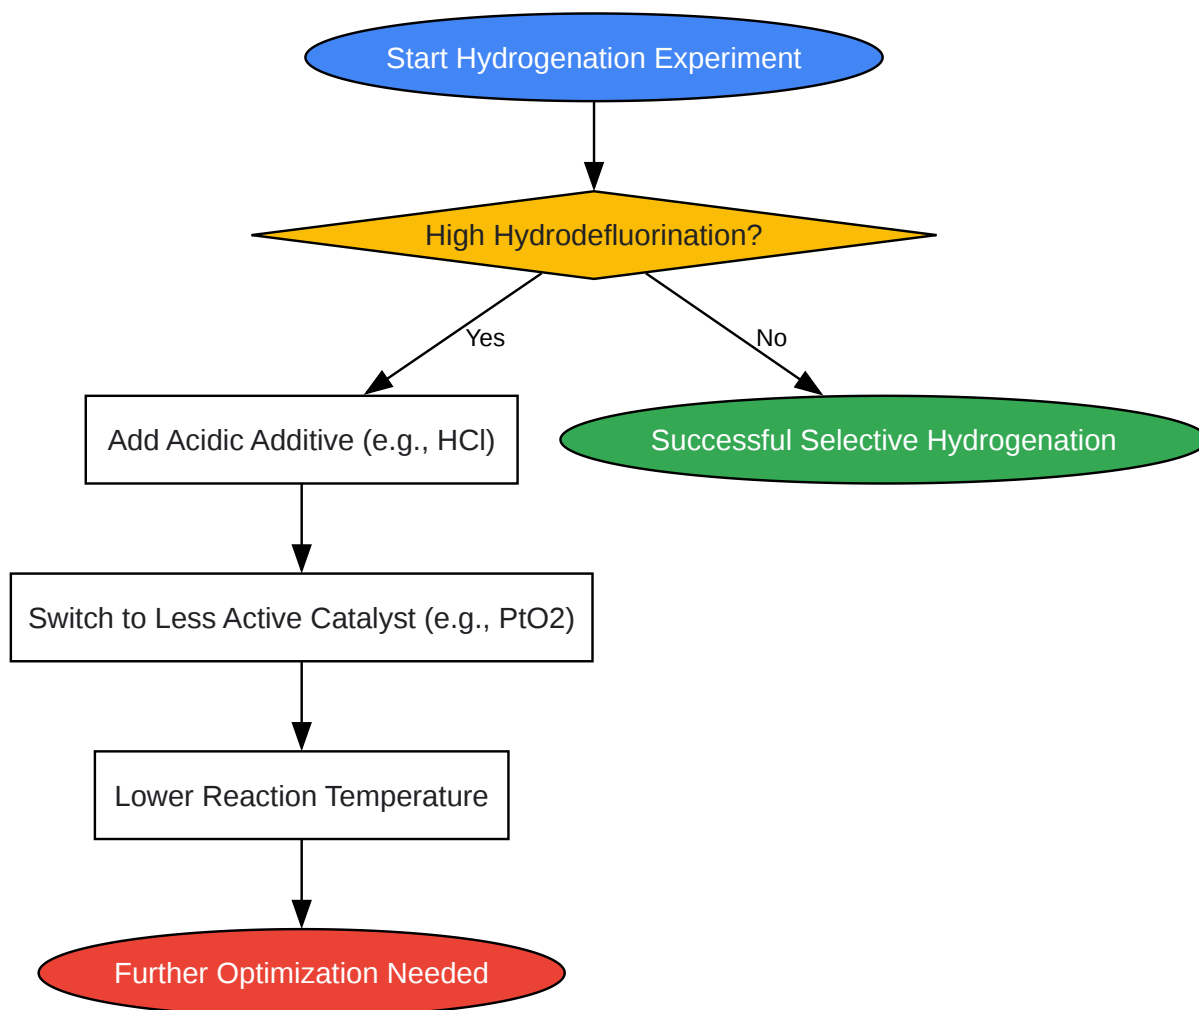 Start Hydrogenation Experiment
High Hydrodefluorination?
Yes
No
Add Acidic Additive (e.g., HCl)
Successful Selective Hydrogenation
Switch to Less Active Catalyst (e.g., PtO2)
Lower Reaction Temperature
Further Optimization Needed